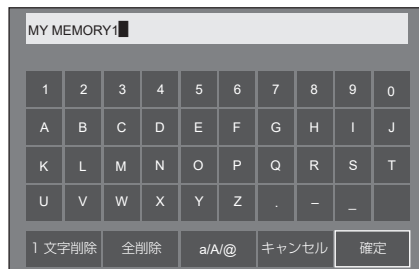 MY MEMORY1
1 2 3 4 5 6 7 8 9 0
A B C D E F G H I J
K L M N O P Q R S T
U V W X Y Z . – _
1 文字削除 全削除 a/A/@ キャンセル 確定